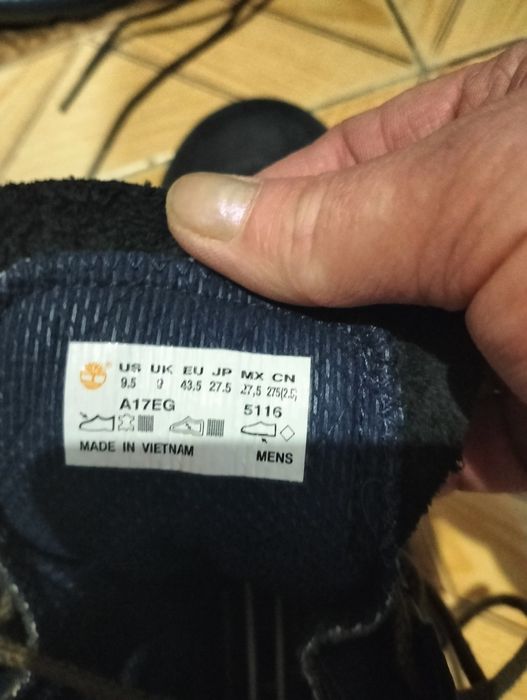 US UK EU JP MX CN
9.5 9 43.5 27.5 27,5 275(2.5)
A17EG 5116
MADE IN VIETNAM MENS